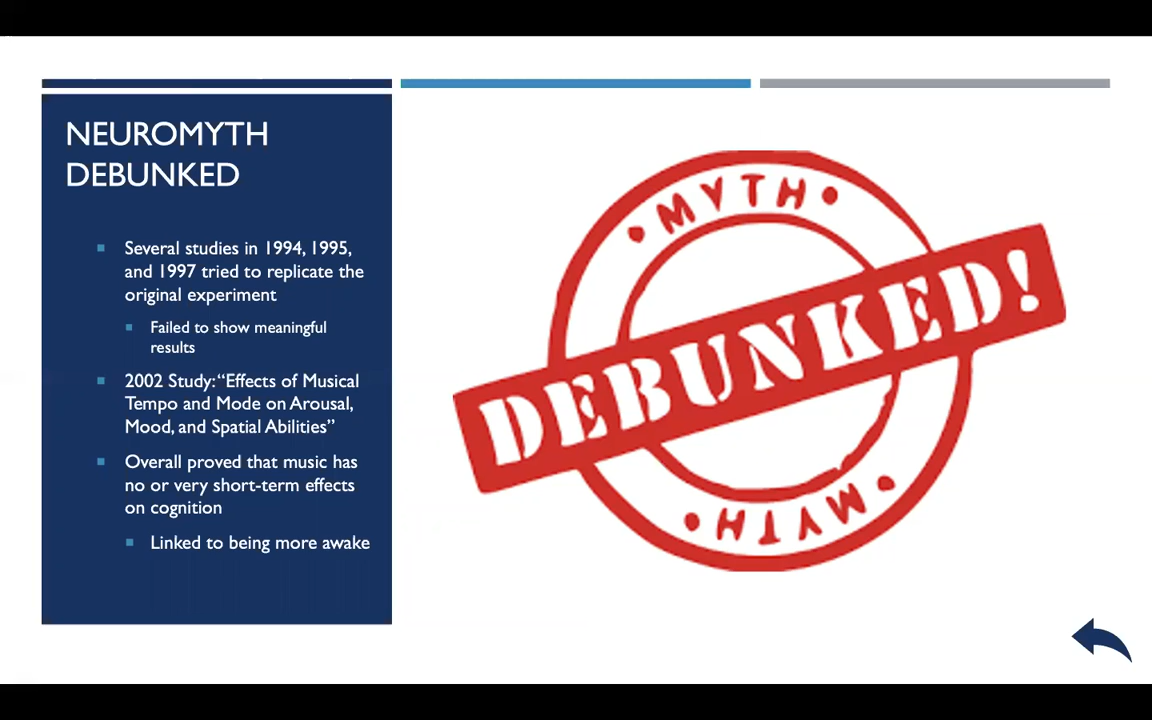 NEUROMYTH
DEBUNKED
Several studies in 1994, 1995,
and 1997 tried to replicate the
original experiment
Failed to show meaningful
results
2002 Study: “Effects of Musical
Tempo and Mode on Arousal,
Mood, and Spatial Abilities”
Overall proved that music has
no or very short-term effects
on cognition
Linked to being more awake
• MYTH •
DEBUNKED!
• MYTH •